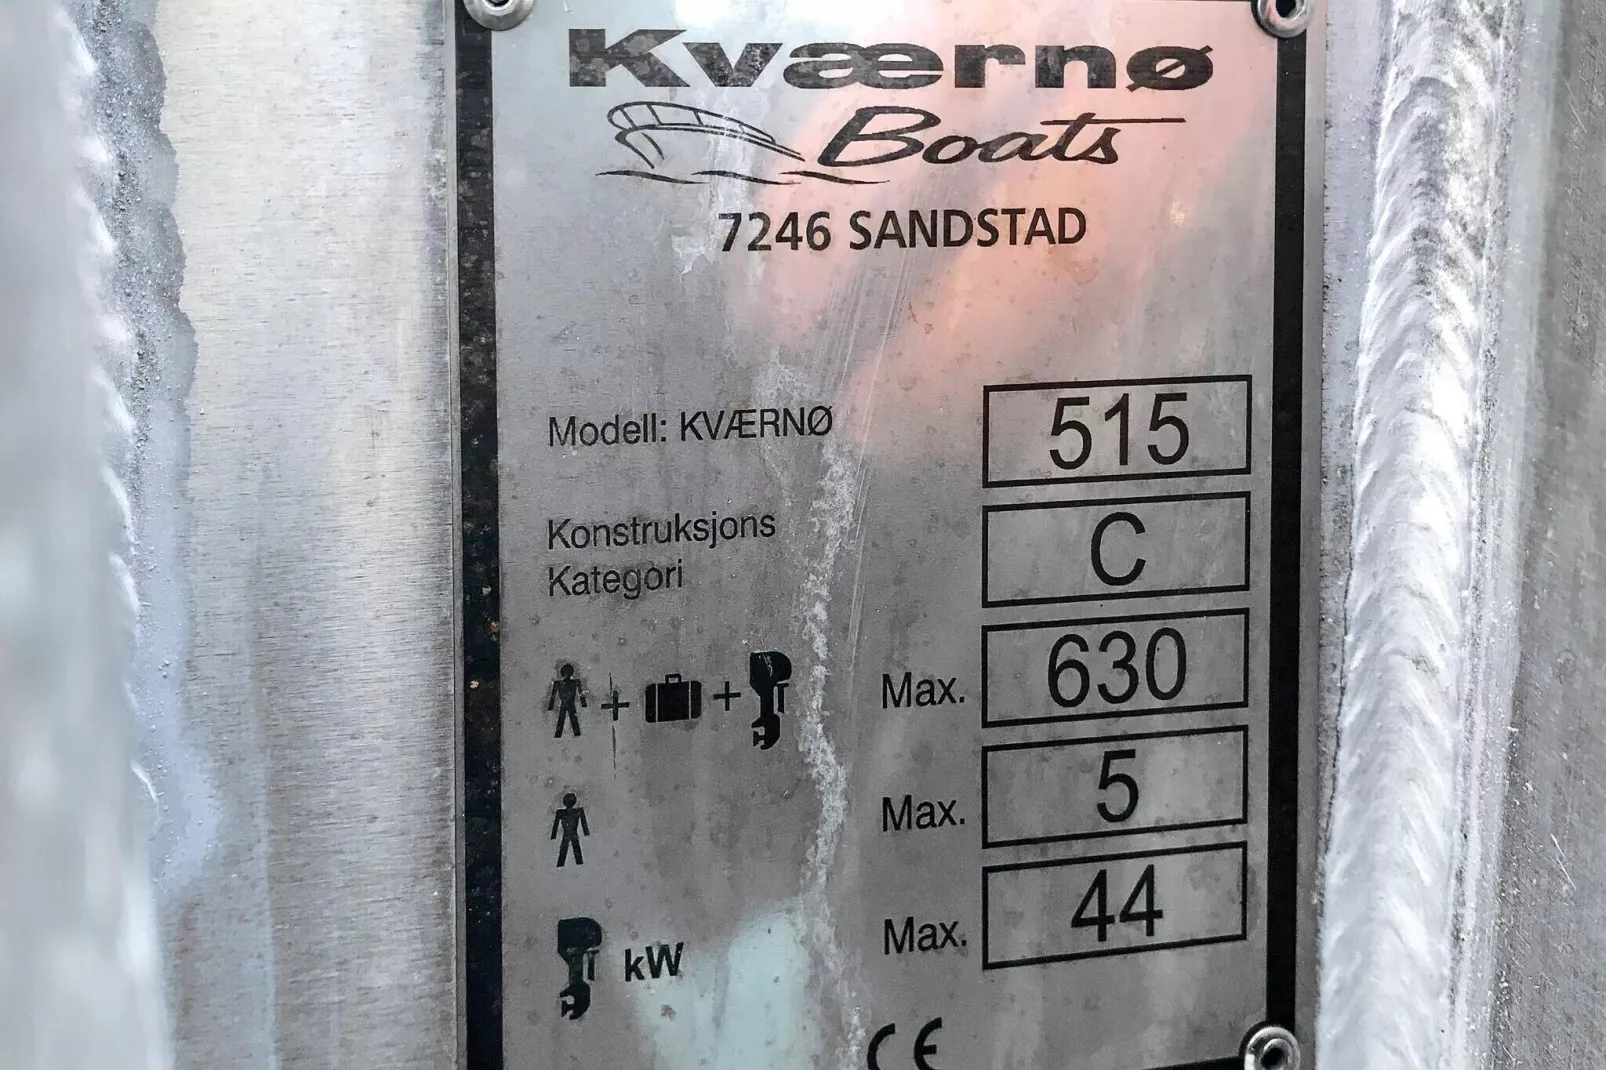 Kværnø
Boats
7246 SANDSTAD
Modell: KVÆRNØ 515
Konstruksjons
Kategori C
+ + Max. 630
Max. 5
kW Max. 44
CE